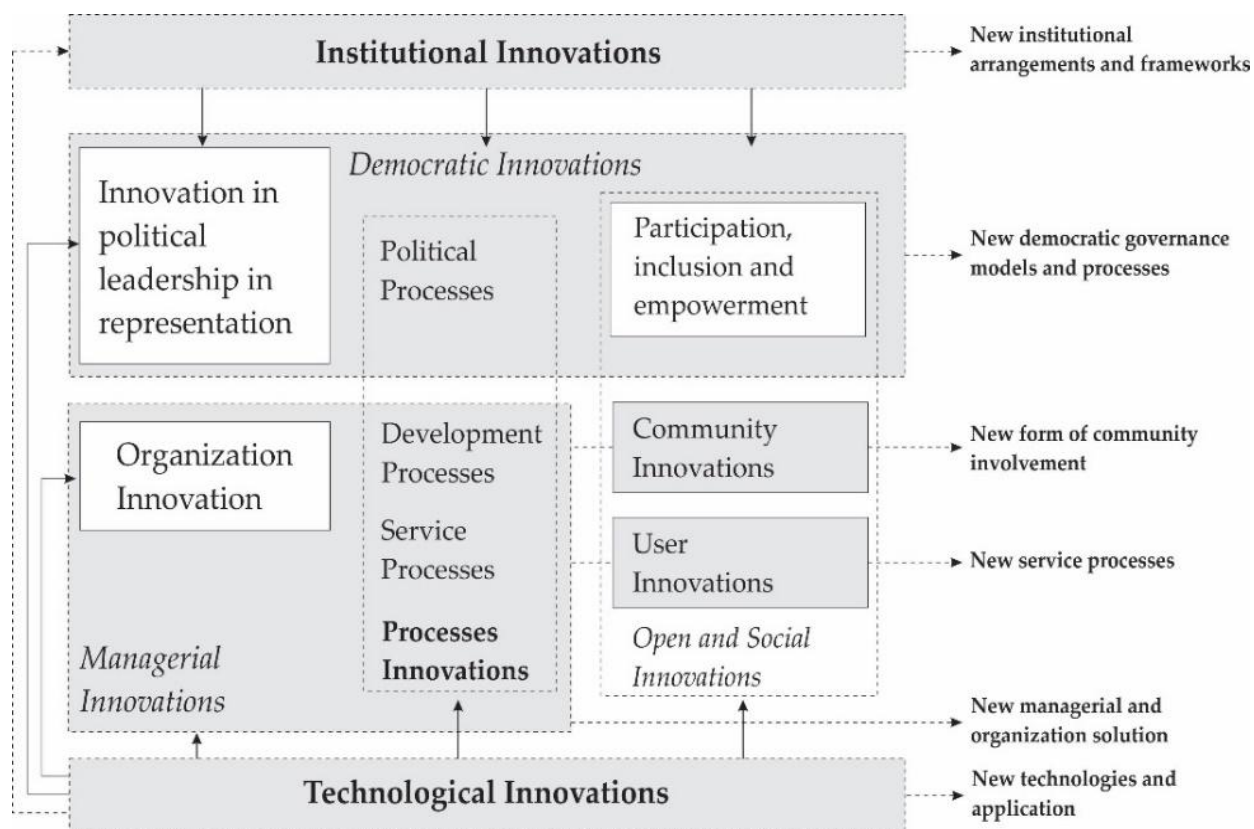 Institutional Innovations
New institutional
arrangements and frameworks
Democratic Innovations
Innovation in
political
leadership in
representation
Political
Processes
Participation,
inclusion and
empowerment
New democratic governance
models and processes
Organization
Innovation
Development
Processes
Community
Innovations
New form of community
involvement
Service
Processes
User
Innovations
New service processes
Managerial
Innovations
Processes
Innovations
Open and Social
Innovations
New managerial and
organization solution
Technological Innovations
New technologies and
application